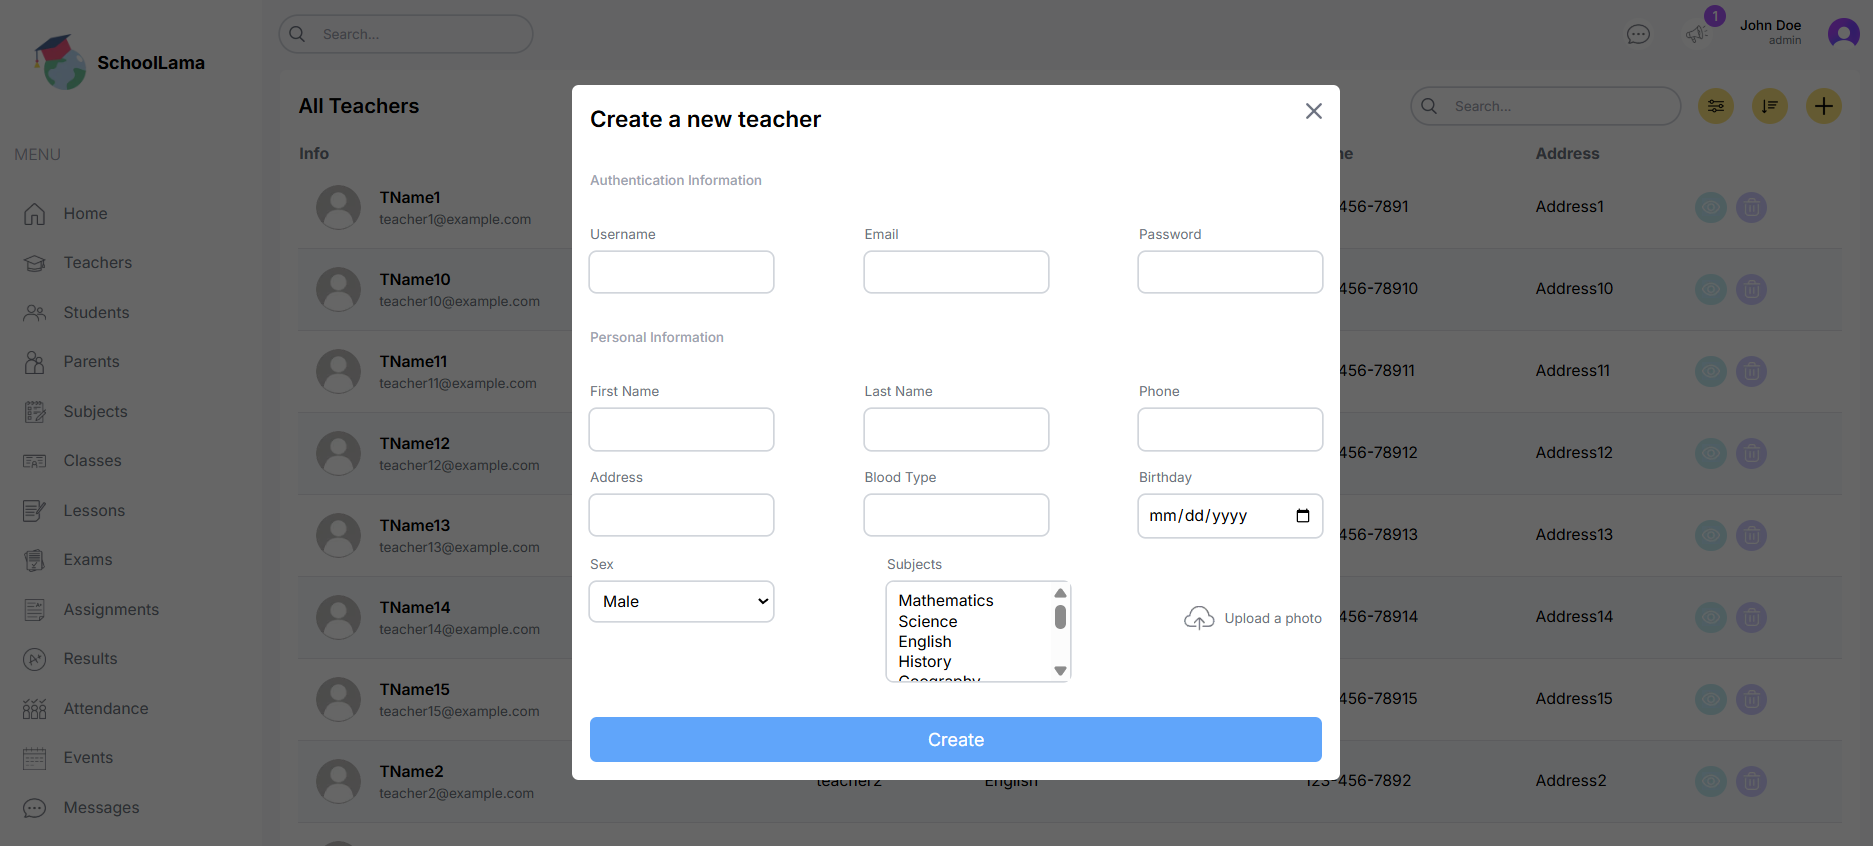 SchoolLama
Search...
1
John Doe
admin
MENU
Home
Teachers
Students
Parents
Subjects
Classes
Lessons
Exams
Assignments
Results
Attendance
Events
Messages
All Teachers
Search...
Info
Address
TName1
teacher1@example.com
456-7891
Address1
TName10
teacher10@example.com
456-78910
Address10
TName11
teacher11@example.com
456-78911
Address11
TName12
teacher12@example.com
456-78912
Address12
TName13
teacher13@example.com
456-78913
Address13
TName14
teacher14@example.com
456-78914
Address14
TName15
teacher15@example.com
456-78915
Address15
TName2
teacher2@example.com
teacher2
English
123-456-7892
Address2
Create a new teacher
Authentication Information
Username
Email
Password
Personal Information
First Name
Last Name
Phone
Address
Blood Type
Birthday
mm/dd/yyyy
Sex
Male
Subjects
Mathematics
Science
English
History
Geography
Upload a photo
Create